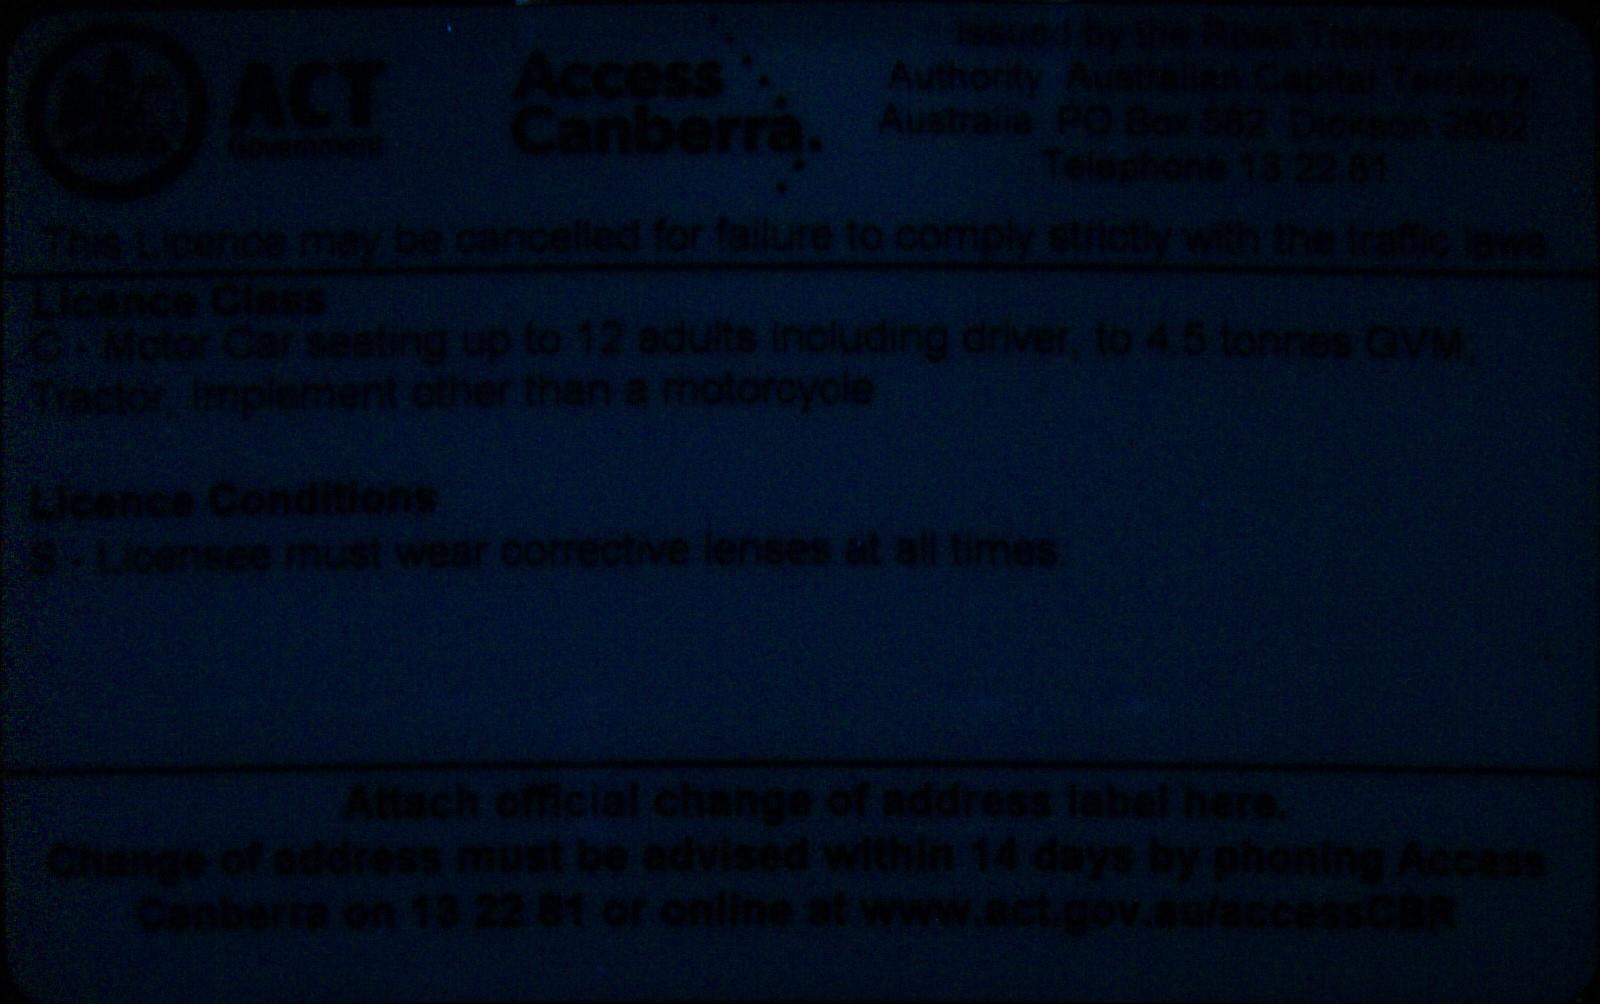 ACT
Government
Access
Canberra.
Issued by the Road Transport
Authority Australian Capital Territory,
Australia PO Box 582 Dickson 2602
Telephone 13 22 81
This Licence may be cancelled for failure to comply strictly with the traffic laws
Licence Class
C - Motor Car seating up to 12 adults including driver, to 4.5 tonnes GVM,
Tractor, Implement other than a motorcycle
Licence Conditions
S - Licensee must wear corrective lenses at all times
Attach official change of address label here.
Change of address must be advised within 14 days by phoning Access
Canberra on 13 22 81 or online at www.act.gov.au/accessCBR